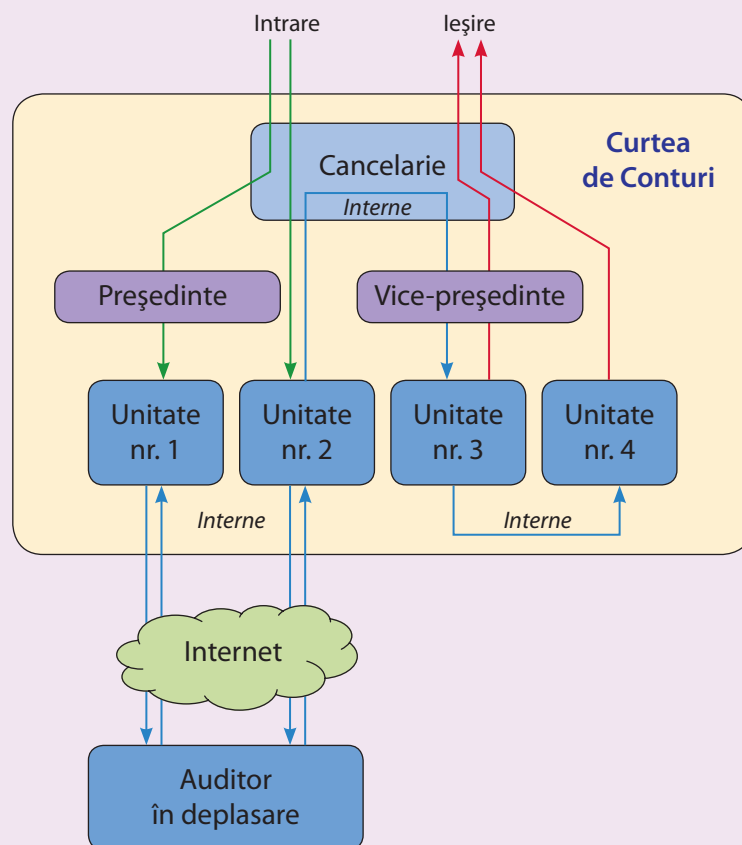 Intrare
Ieşire
Curtea
de Conturi
Cancelarie
Interne
Preşedinte
Vice-preşedinte
Unitate
nr. 1
Unitate
nr. 2
Unitate
nr. 3
Unitate
nr. 4
Interne
Interne
Internet
Auditor
în deplasare